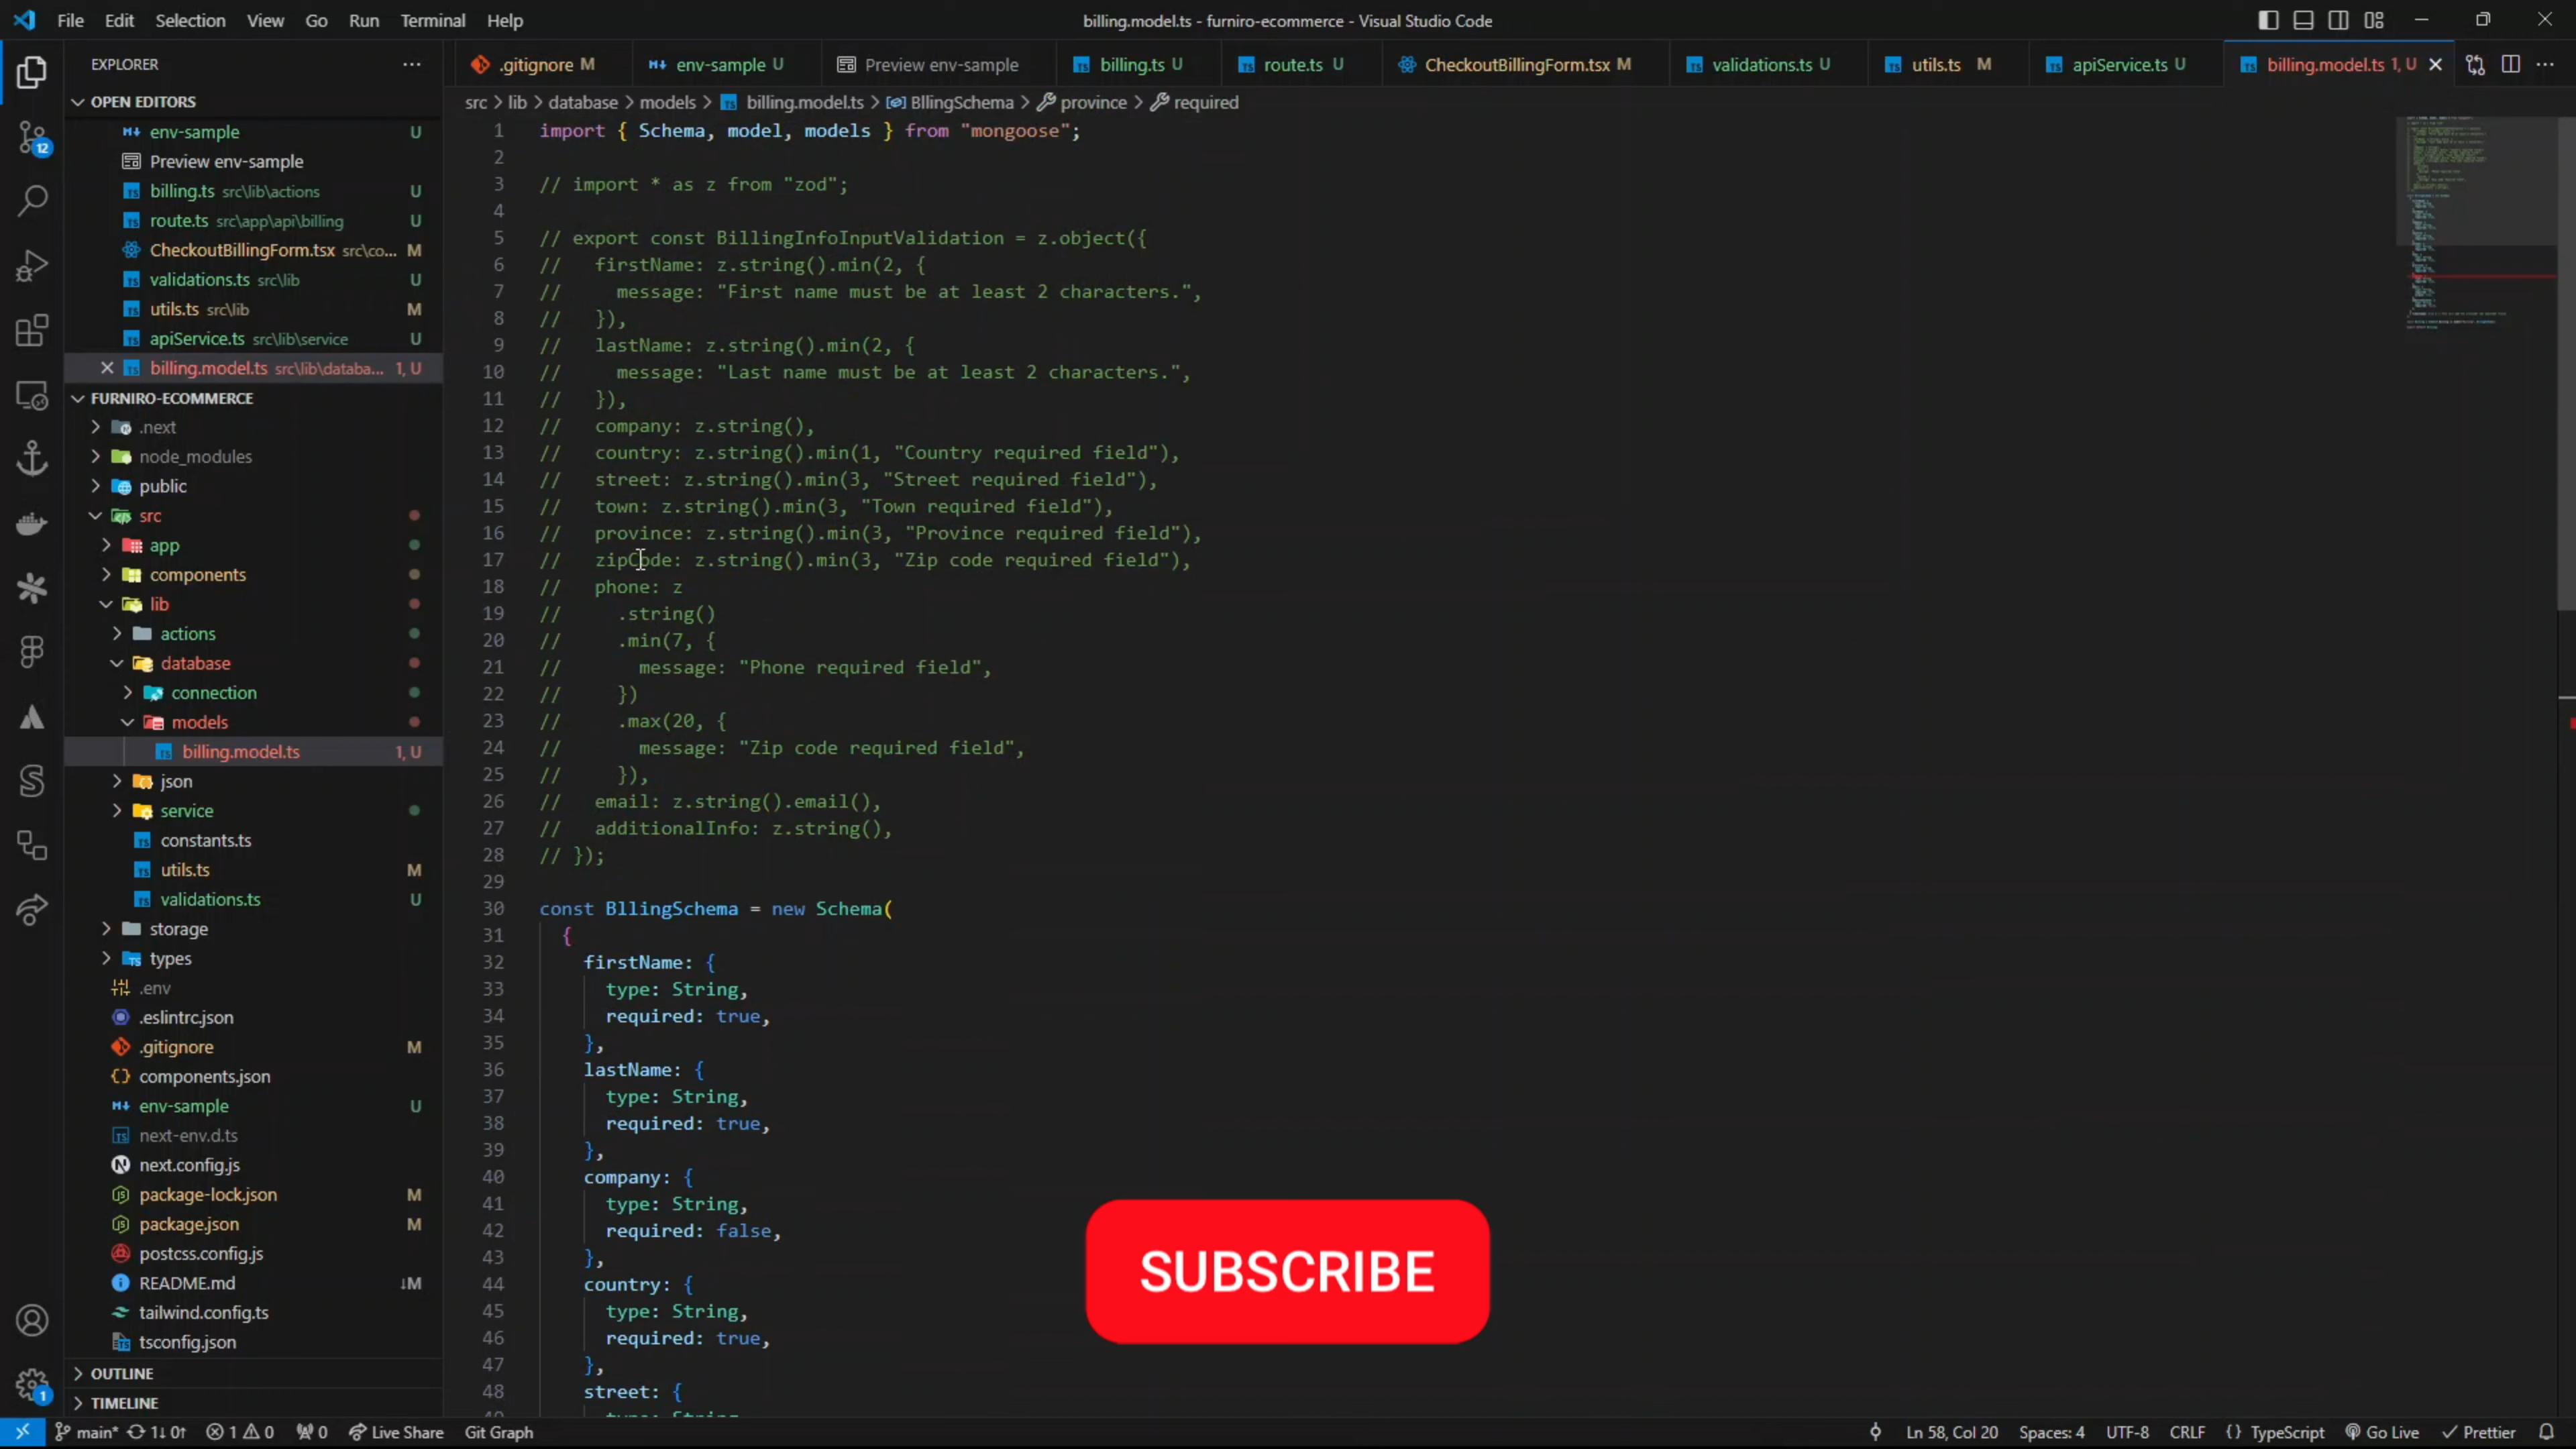 File Edit Selection View Go Run Terminal Help
billing.model.ts - furniro-ecommerce - Visual Studio Code
EXPLORER
.gitignore M
env-sample U
Preview env-sample
billing.ts U
route.ts U
CheckoutBillingForm.tsx M
validations.ts U
utils.ts M
apiService.ts U
billing.model.ts 1, U
OPEN EDITORS
env-sample U
Preview env-sample
billing.ts src\lib\actions U
route.ts src\app\api\billing U
CheckoutBillingForm.tsx src\co... M
validations.ts src\lib U
utils.ts src\lib M
apiService.ts src\lib\service U
billing.model.ts src\lib\databa... 1, U
FURNIRO-ECOMMERCE
.next
node_modules
public
src
app
components
lib
actions
database
connection
models
billing.model.ts 1, U
json
service
constants.ts
utils.ts M
validations.ts U
storage
types
.env
.eslintrc.json
.gitignore M
components.json
env-sample U
next-env.d.ts
next.config.js
package-lock.json M
package.json M
postcss.config.js
README.md ↓M
tailwind.config.ts
tsconfig.json
OUTLINE
TIMELINE
12
1
src > lib > database > models > billing.model.ts > BllingSchema > province > required
1 import { Schema, model, models } from "mongoose";
2
3 // import * as z from "zod";
4
5 // export const BillingInfoInputValidation = z.object({
6 //   firstName: z.string().min(2, {
7 //     message: "First name must be at least 2 characters.",
8 //   }),
9 //   lastName: z.string().min(2, {
10 //     message: "Last name must be at least 2 characters.",
11 //   }),
12 //   company: z.string(),
13 //   country: z.string().min(1, "Country required field"),
14 //   street: z.string().min(3, "Street required field"),
15 //   town: z.string().min(3, "Town required field"),
16 //   province: z.string().min(3, "Province required field"),
17 //   zipCode: z.string().min(3, "Zip code required field"),
18 //   phone: z
19 //     .string()
20 //     .min(7, {
21 //       message: "Phone required field",
22 //     })
23 //     .max(20, {
24 //       message: "Zip code required field",
25 //     }),
26 //   email: z.string().email(),
27 //   additionalInfo: z.string(),
28 // });
29
30 const BllingSchema = new Schema(
31   {
32     firstName: {
33       type: String,
34       required: true,
35     },
36     lastName: {
37       type: String,
38       required: true,
39     },
40     company: {
41       type: String,
42       required: false,
43     },
44     country: {
45       type: String,
46       required: true,
47     },
48     street: {
SUBSCRIBE
main* 1↓ 0↑ 1 0 0 Live Share Git Graph
Ln 58, Col 20 Spaces: 4 UTF-8 CRLF {} TypeScript Go Live Prettier